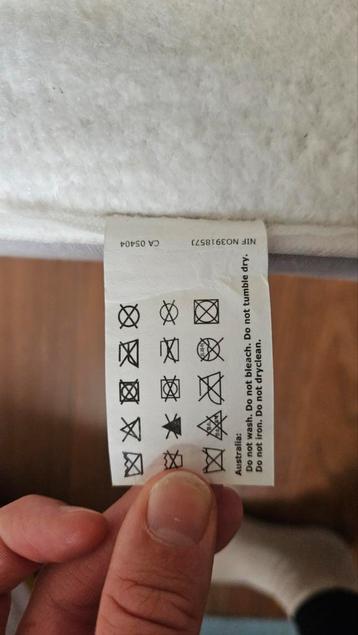 NIF NO3918573
CA 05404
Australia:
Do not wash. Do not bleach. Do not tumble dry.
Do not iron. Do not dryclean.